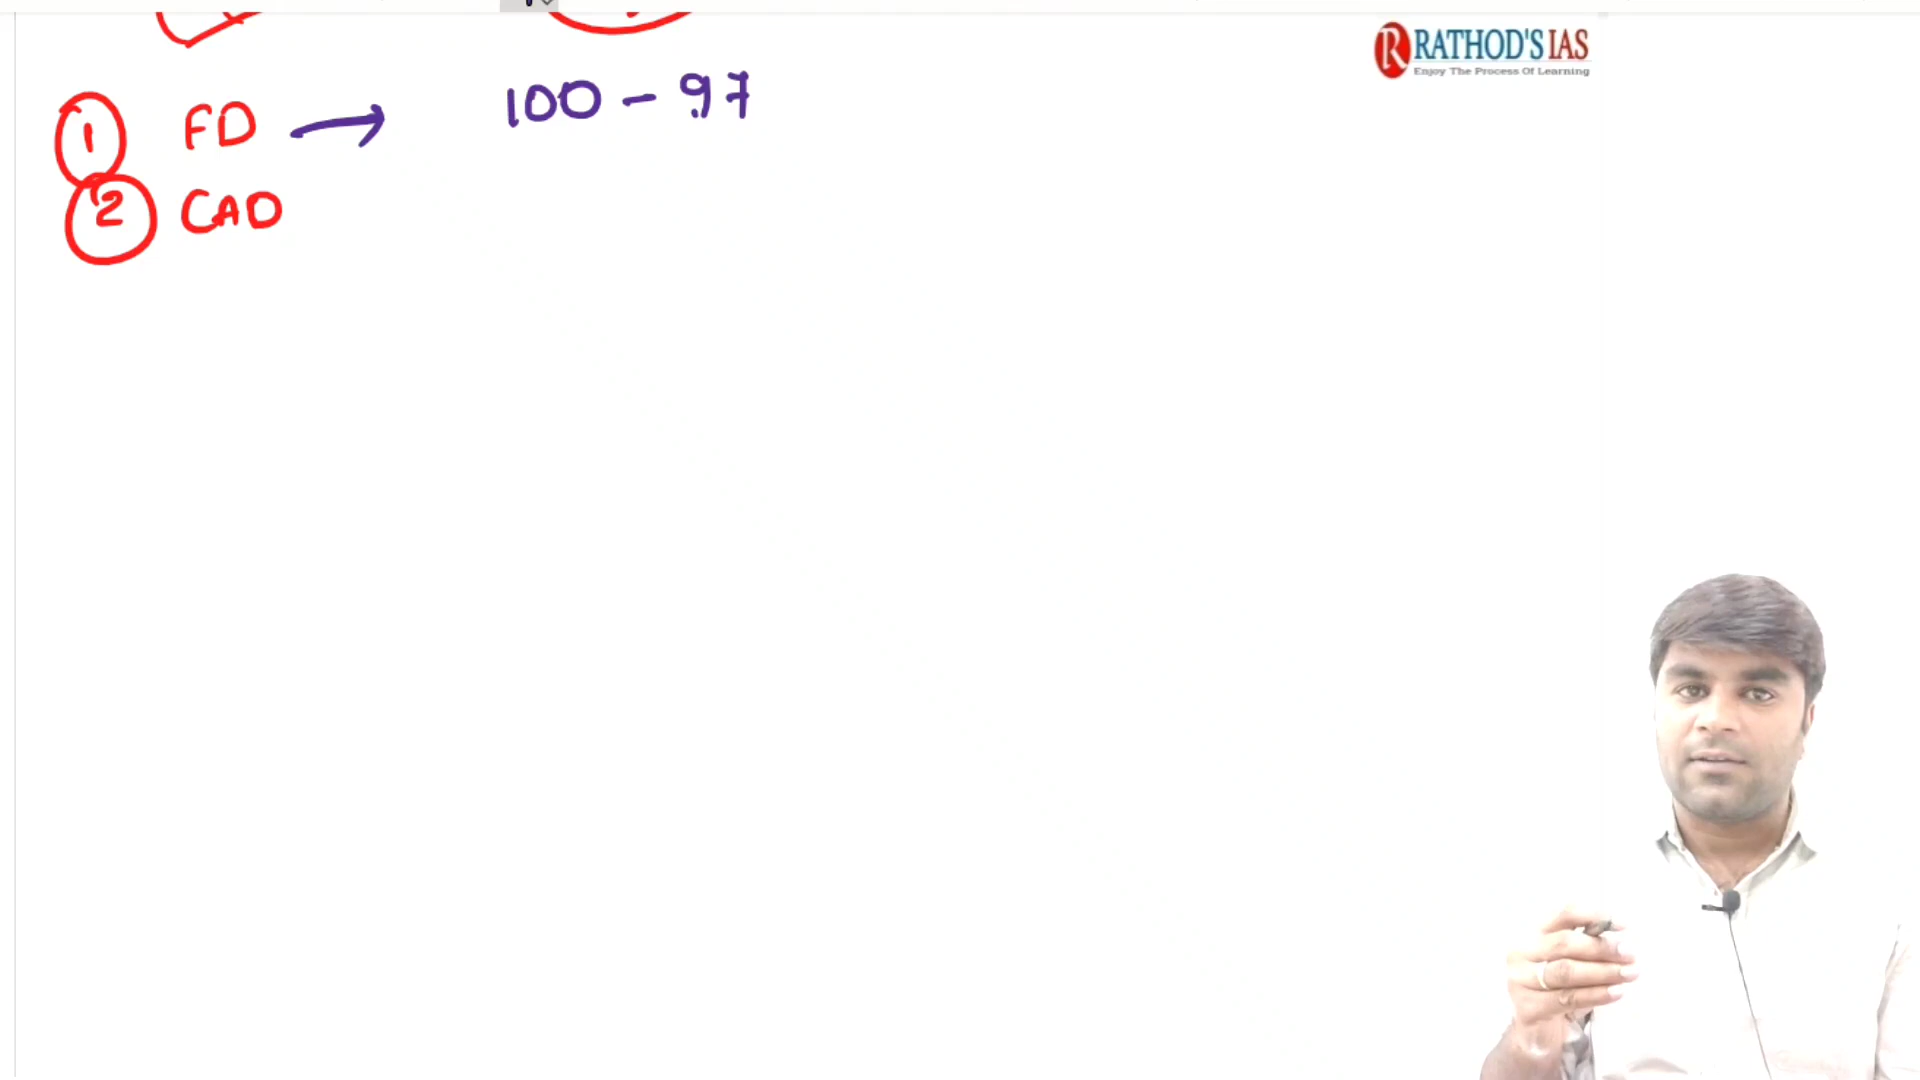 RATHOD'S IAS
Enjoy The Process Of Learning
1 FD → 100 - 97
2 CAD